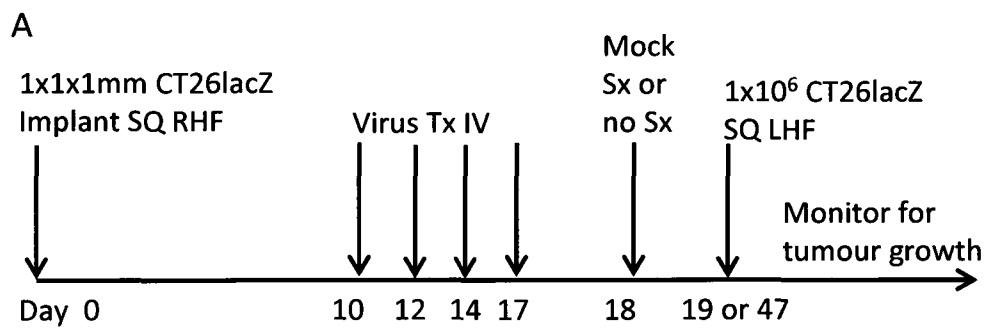 A
1x1x1mm CT26lacZ
Implant SQ RHF
Virus Tx IV
Mock
Sx or
no Sx
1x10⁶ CT26lacZ
SQ LHF
Monitor for
tumour growth
Day 0 10 12 14 17 18 19 or 47